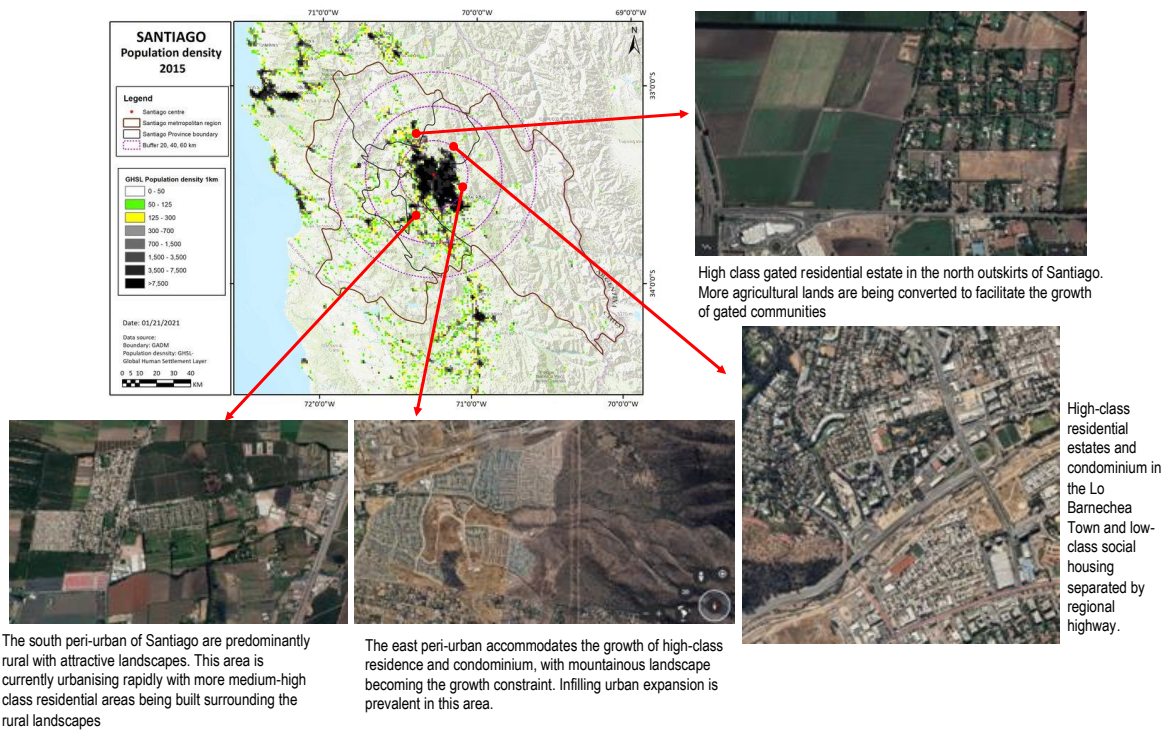 SANTIAGO
Population density
2015
Legend
Santiago centre
Santiago metropolitan region
Santiago Province boundary
Buffer 20, 40, 60 km
GHSL Population density 1km
0 - 50
50 - 125
125 - 300
300 -700
700 - 1,500
1,500 - 3,500
3,500 - 7,500
>7,500
Date: 01/21/2021
Data source:
Boundary: GADM
Population desnsity: GHSL-
Global Human Settlement Layer
0 5 10 20 30 40
KM
72°0'0"W 71°0'0"W 70°0'0"W 69°0'0"W
N
33°0'0"S
34°0'0"S
72°0'0"W 71°0'0"W 70°0'0"W
High class gated residential estate in the north outskirts of Santiago.
More agricultural lands are being converted to facilitate the growth
of gated communities
High-class
residential
estates and
condominium in
the Lo
Barnechea
Town and low-
class social
housing
separated by
regional
highway.
The south peri-urban of Santiago are predominantly
rural with attractive landscapes. This area is
currently urbanising rapidly with more medium-high
class residential areas being built surrounding the
rural landscapes
The east peri-urban accommodates the growth of high-class
residence and condominium, with mountainous landscape
becoming the growth constraint. Infilling urban expansion is
prevalent in this area.